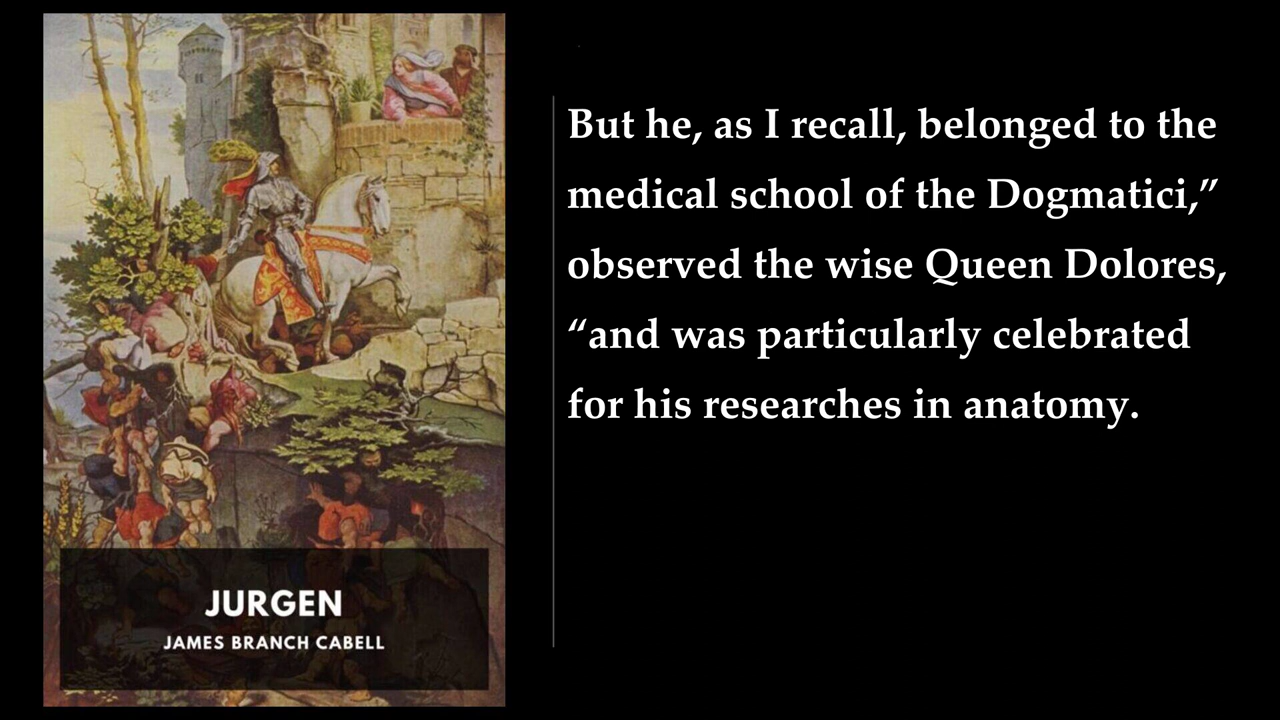 But he, as I recall, belonged to the
medical school of the Dogmatici,”
observed the wise Queen Dolores,
“and was particularly celebrated
for his researches in anatomy.
JURGEN
JAMES BRANCH CABELL